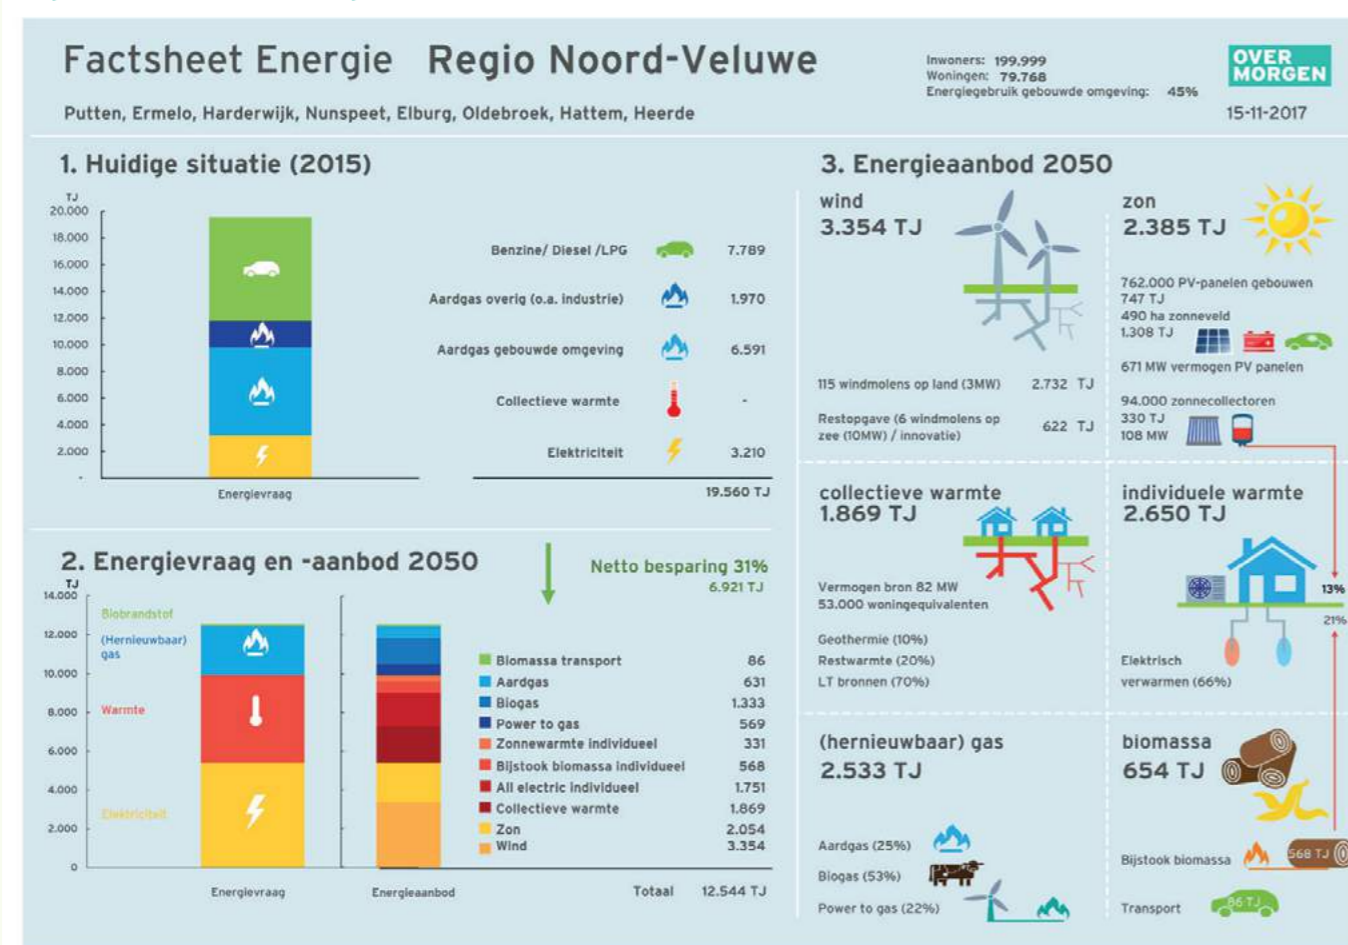 Factsheet Energie Regio Noord-Veluwe
Putten, Ermelo, Harderwijk, Nunspeet, Elburg, Oldebroek, Hattem, Heerde
Inwoners: 199.999
Woningen: 79.768
Energiegebruik gebouwde omgeving: 45%
OVER
MORGEN
15-11-2017
1. Huidige situatie (2015)
TJ
20.000
18.000
16.000
14.000
12.000
10.000
8.000
6.000
4.000
2.000
-
Energievraag
Benzine/ Diesel /LPG 7.789
Aardgas overig (o.a. industrie) 1.970
Aardgas gebouwde omgeving 6.591
Collectieve warmte -
Elektriciteit 3.210
19.560 TJ
2. Energievraag en -aanbod 2050
Netto besparing 31%
6.921 TJ
TJ
14.000
12.000
10.000
8.000
6.000
4.000
2.000
0
Biobrandstof
(Hernieuwbaar)
gas
Warmte
Elektriciteit
Energievraag
Energieaanbod
Biomassa transport 86
Aardgas 631
Biogas 1.333
Power to gas 569
Zonnewarmte individueel 331
Bijstook biomassa individueel 568
All electric individueel 1.751
Collectieve warmte 1.869
Zon 2.054
Wind 3.354
Totaal 12.544 TJ
3. Energieaanbod 2050
wind
3.354 TJ
115 windmolens op land (3MW) 2.732 TJ
Restopgave (6 windmolens op
zee (10MW) / innovatie) 622 TJ
zon
2.385 TJ
762.000 PV-panelen gebouwen
747 TJ
490 ha zonneveld
1.308 TJ
671 MW vermogen PV panelen
94.000 zonnecollectoren
330 TJ
108 MW
collectieve warmte
1.869 TJ
Vermogen bron 82 MW
53.000 woningequivalenten
Geothermie (10%)
Restwarmte (20%)
LT bronnen (70%)
individuele warmte
2.650 TJ
13%
21%
Elektrisch
verwarmen (66%)
(hernieuwbaar) gas
2.533 TJ
Aardgas (25%)
Biogas (53%)
Power to gas (22%)
biomassa
654 TJ
Bijstook biomassa 568 TJ
Transport 86 TJ